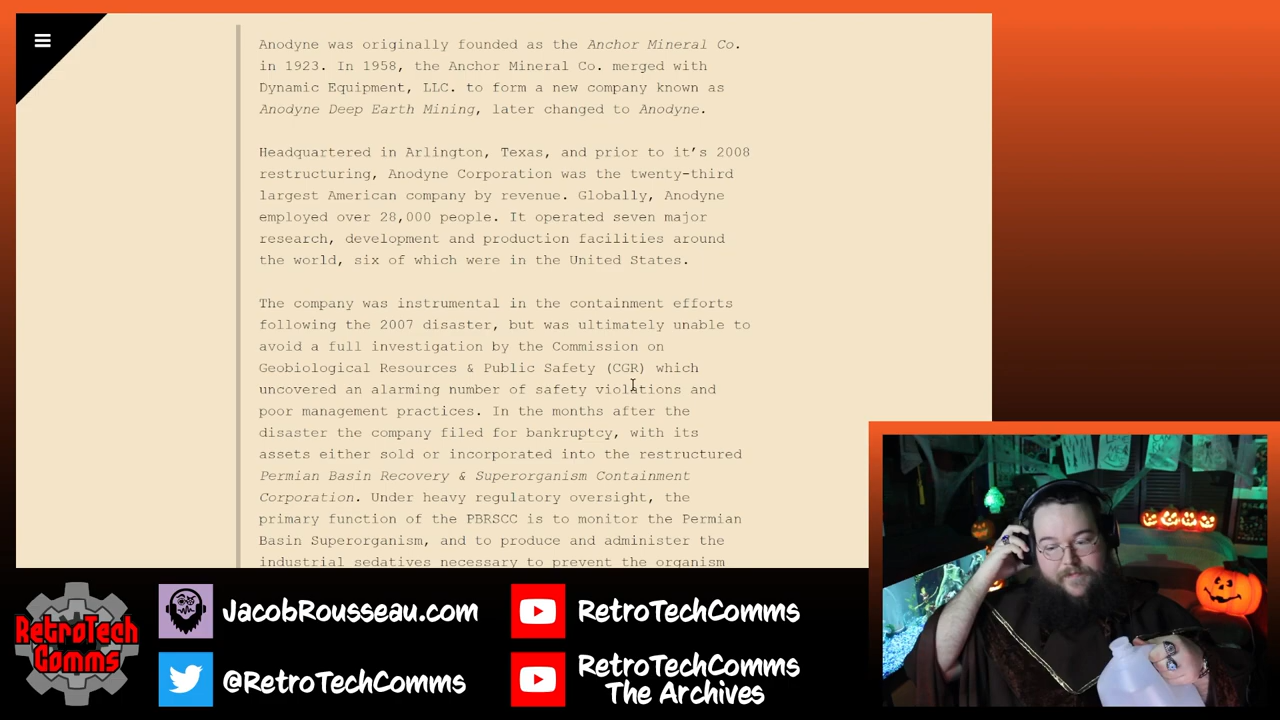 Anodyne was originally founded as the Anchor Mineral Co.
in 1923. In 1958, the Anchor Mineral Co. merged with
Dynamic Equipment, LLC. to form a new company known as
Anodyne Deep Earth Mining, later changed to Anodyne.
Headquartered in Arlington, Texas, and prior to it’s 2008
restructuring, Anodyne Corporation was the twenty-third
largest American company by revenue. Globally, Anodyne
employed over 28,000 people. It operated seven major
research, development and production facilities around
the world, six of which were in the United States.
The company was instrumental in the containment efforts
following the 2007 disaster, but was ultimately unable to
avoid a full investigation by the Commission on
Geobiological Resources & Public Safety (CGR) which
uncovered an alarming number of safety violations and
poor management practices. In the months after the
disaster the company filed for bankruptcy, with its
assets either sold or incorporated into the restructured
Permian Basin Recovery & Superorganism Containment
Corporation. Under heavy regulatory oversight, the
primary function of the PBRSCC is to monitor the Permian
Basin Superorganism, and to produce and administer the
industrial sedatives necessary to prevent the organism
RetroTech
Comms
JacobRousseau.com
@RetroTechComms
RetroTechComms
RetroTechComms
The Archives